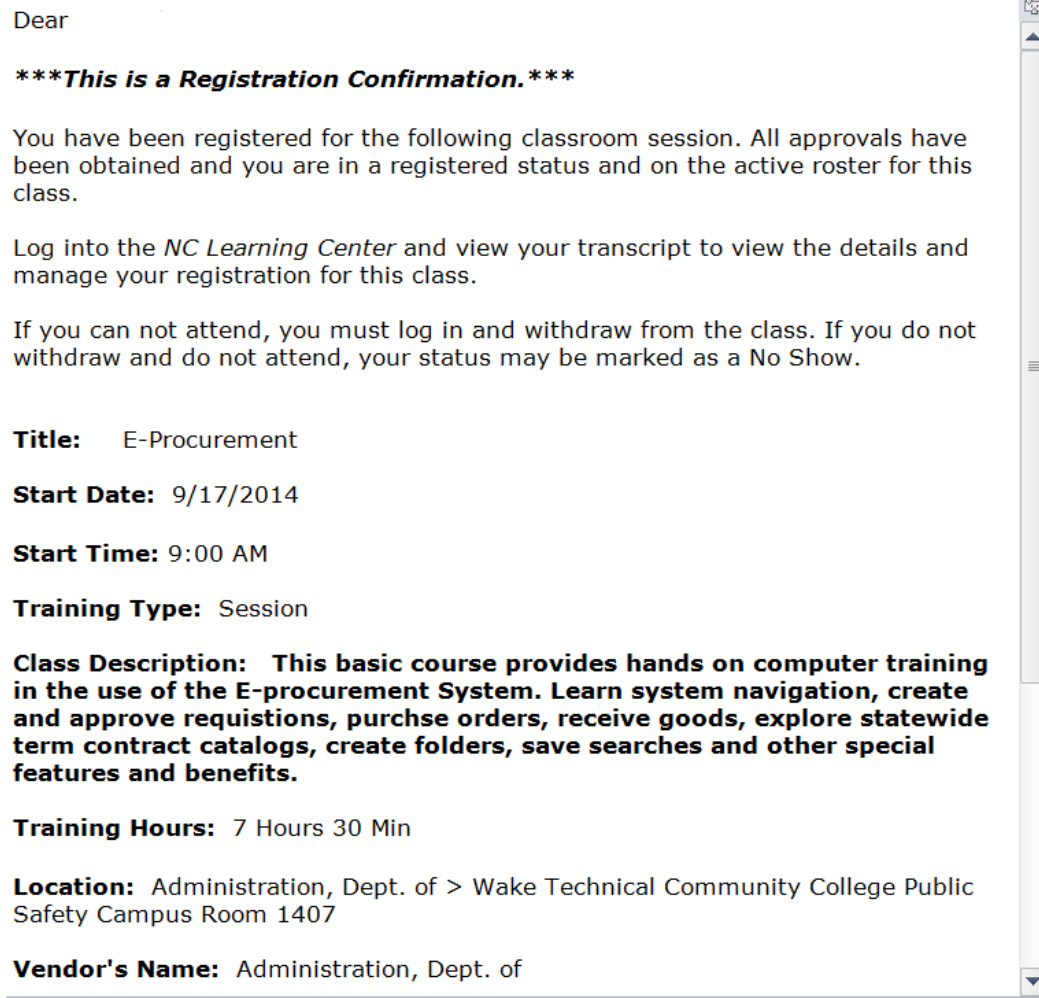 Dear
***This is a Registration Confirmation.***
You have been registered for the following classroom session. All approvals have
been obtained and you are in a registered status and on the active roster for this
class.
Log into the NC Learning Center and view your transcript to view the details and
manage your registration for this class.
If you can not attend, you must log in and withdraw from the class. If you do not
withdraw and do not attend, your status may be marked as a No Show.
Title: E-Procurement
Start Date: 9/17/2014
Start Time: 9:00 AM
Training Type: Session
Class Description: This basic course provides hands on computer training
in the use of the E-procurement System. Learn system navigation, create
and approve requistions, purchse orders, receive goods, explore statewide
term contract catalogs, create folders, save searches and other special
features and benefits.
Training Hours: 7 Hours 30 Min
Location: Administration, Dept. of > Wake Technical Community College Public
Safety Campus Room 1407
Vendor's Name: Administration, Dept. of